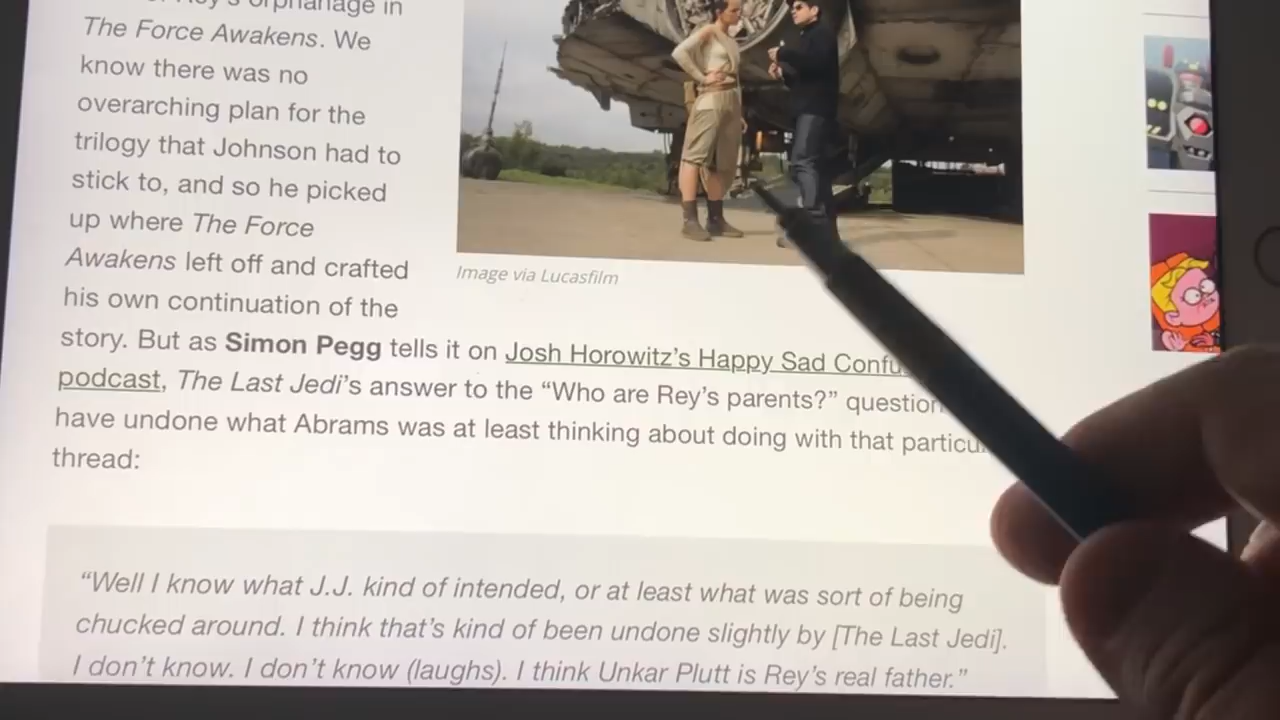 orphanage in
The Force Awakens. We
know there was no
overarching plan for the
trilogy that Johnson had to
stick to, and so he picked
up where The Force
Awakens left off and crafted
his own continuation of the
Image via Lucasfilm
story. But as Simon Pegg tells it on Josh Horowitz's Happy Sad
podcast, The Last Jedi's answer to the “Who are Rey's parents?” question
have undone what Abrams was at least thinking about doing with that
thread:
“Well I know what J.J. kind of intended, or at least what was sort of being
chucked around. I think that's kind of been undone slightly by [The Last Jedi].
I don't know. I don't know (laughs). I think Unkar Plutt is Rey's real father.”